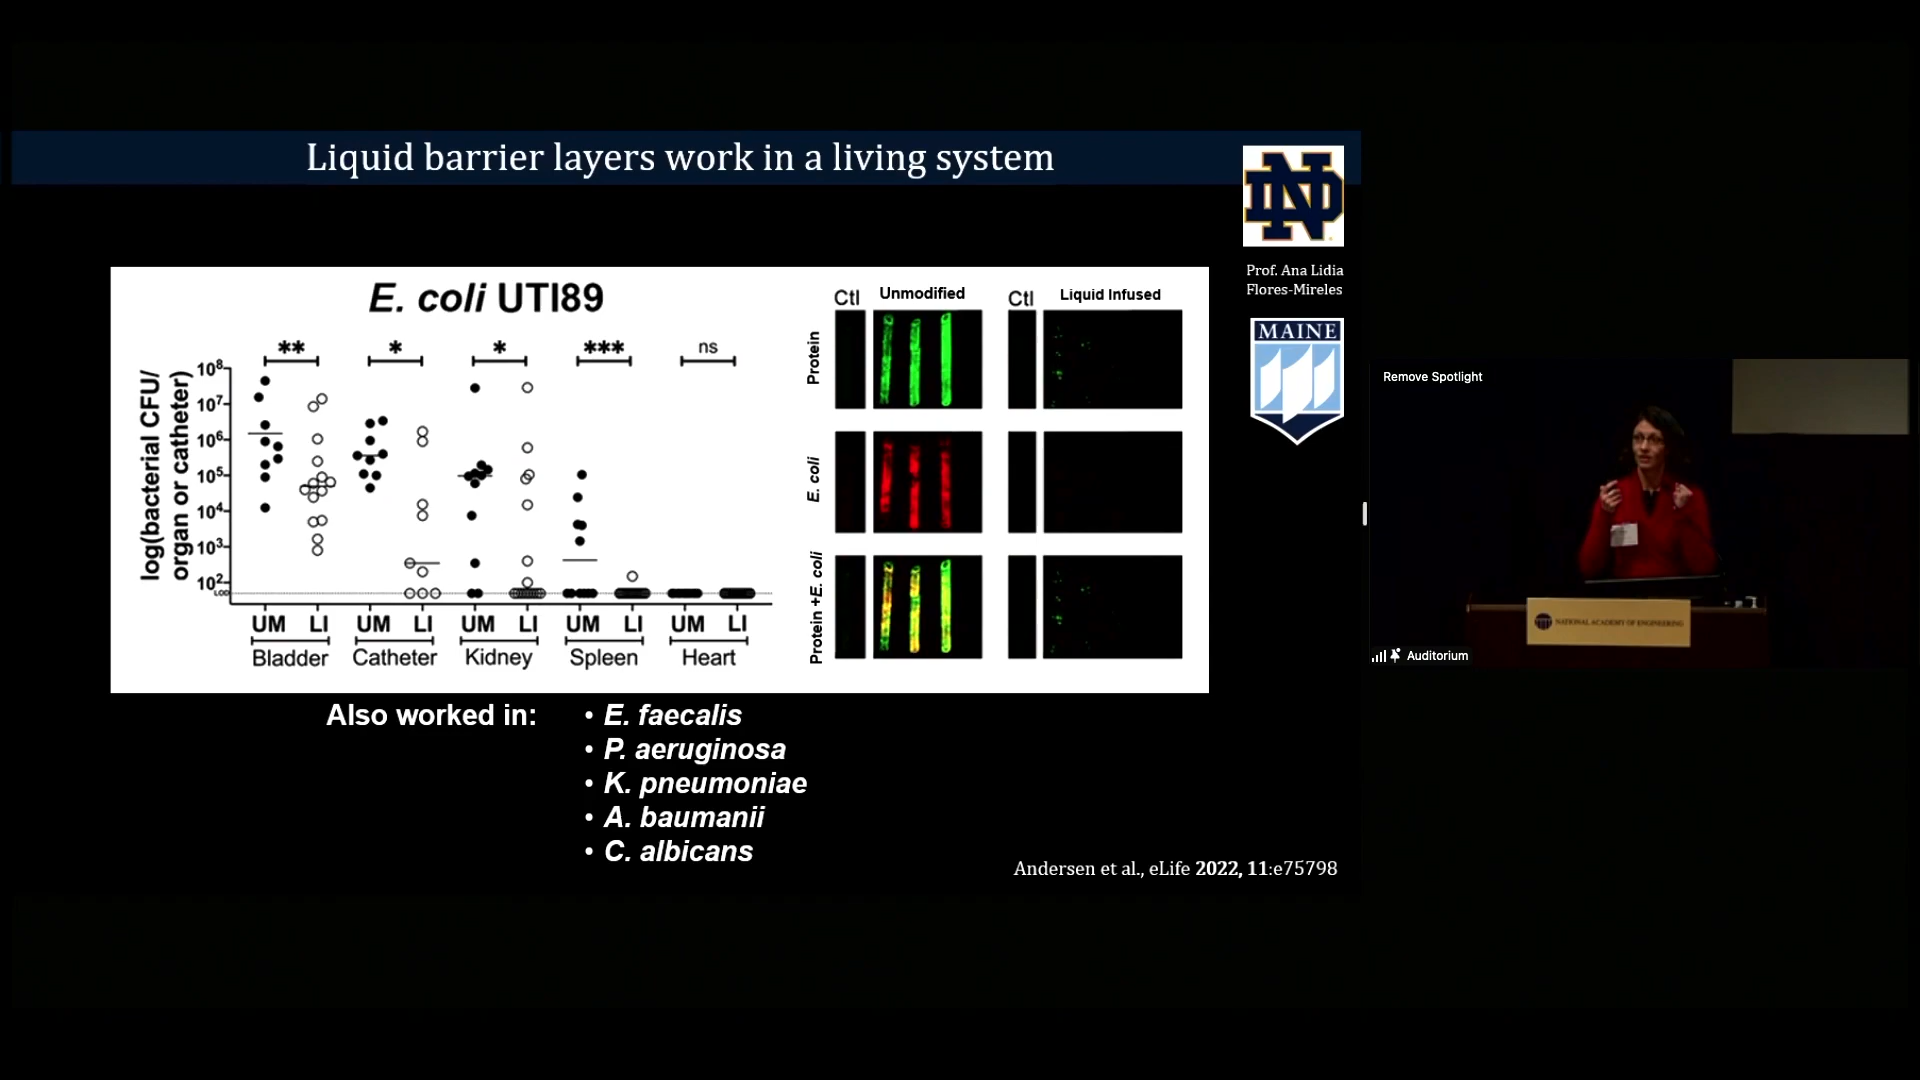 Liquid barrier layers work in a living system
Prof. Ana Lidia
Flores-Mireles
MAINE
E. coli UTI89
** * * *** ns
log(bacterial CFU/
organ or catheter)
10⁸
10⁷
10⁶
10⁵
10⁴
10³
10²
LOD
UM LI UM LI UM LI UM LI UM LI
Bladder Catheter Kidney Spleen Heart
Ctl Unmodified Ctl Liquid Infused
Protein
E. coli
Protein +E. coli
Also worked in:
• E. faecalis
• P. aeruginosa
• K. pneumoniae
• A. baumanii
• C. albicans
Andersen et al., eLife 2022, 11:e75798
Remove Spotlight
NATIONAL ACADEMY OF ENGINEERING
Auditorium